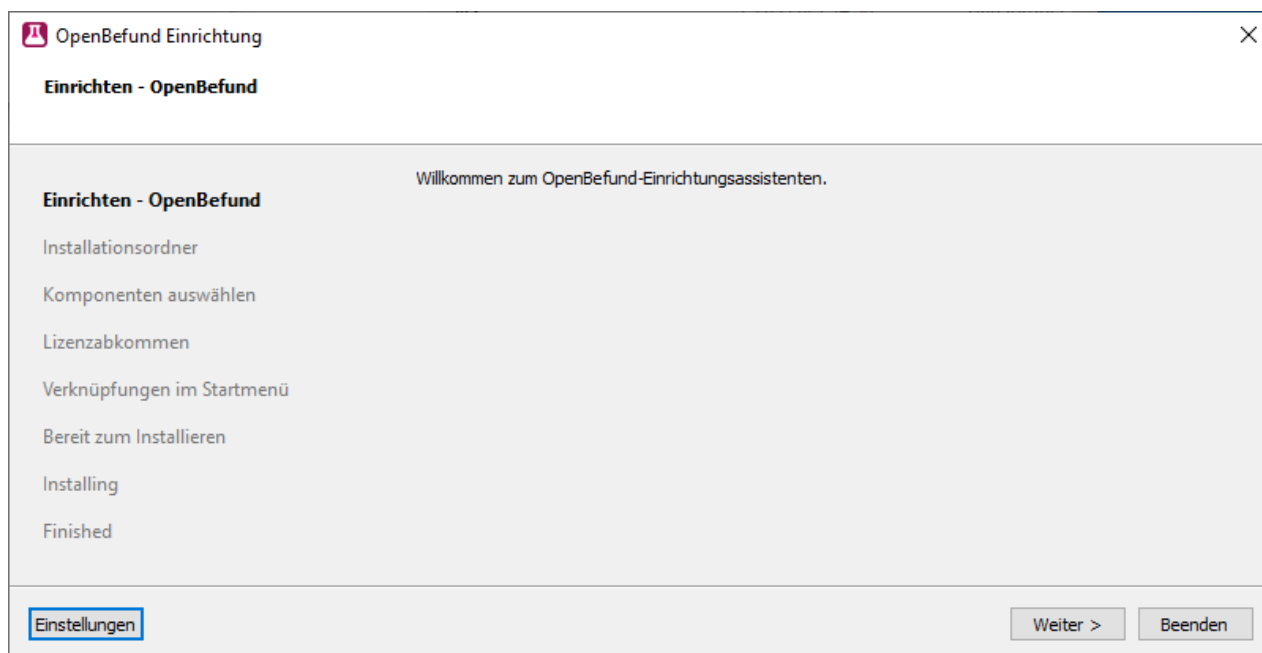 OpenBefund Einrichtung
Einrichten - OpenBefund
Einrichten - OpenBefund
Installationsordner
Komponenten auswählen
Lizenzabkommen
Verknüpfungen im Startmenü
Bereit zum Installieren
Installing
Finished
Willkommen zum OpenBefund-Einrichtungsassistenten.
Einstellungen
Weiter >
Beenden